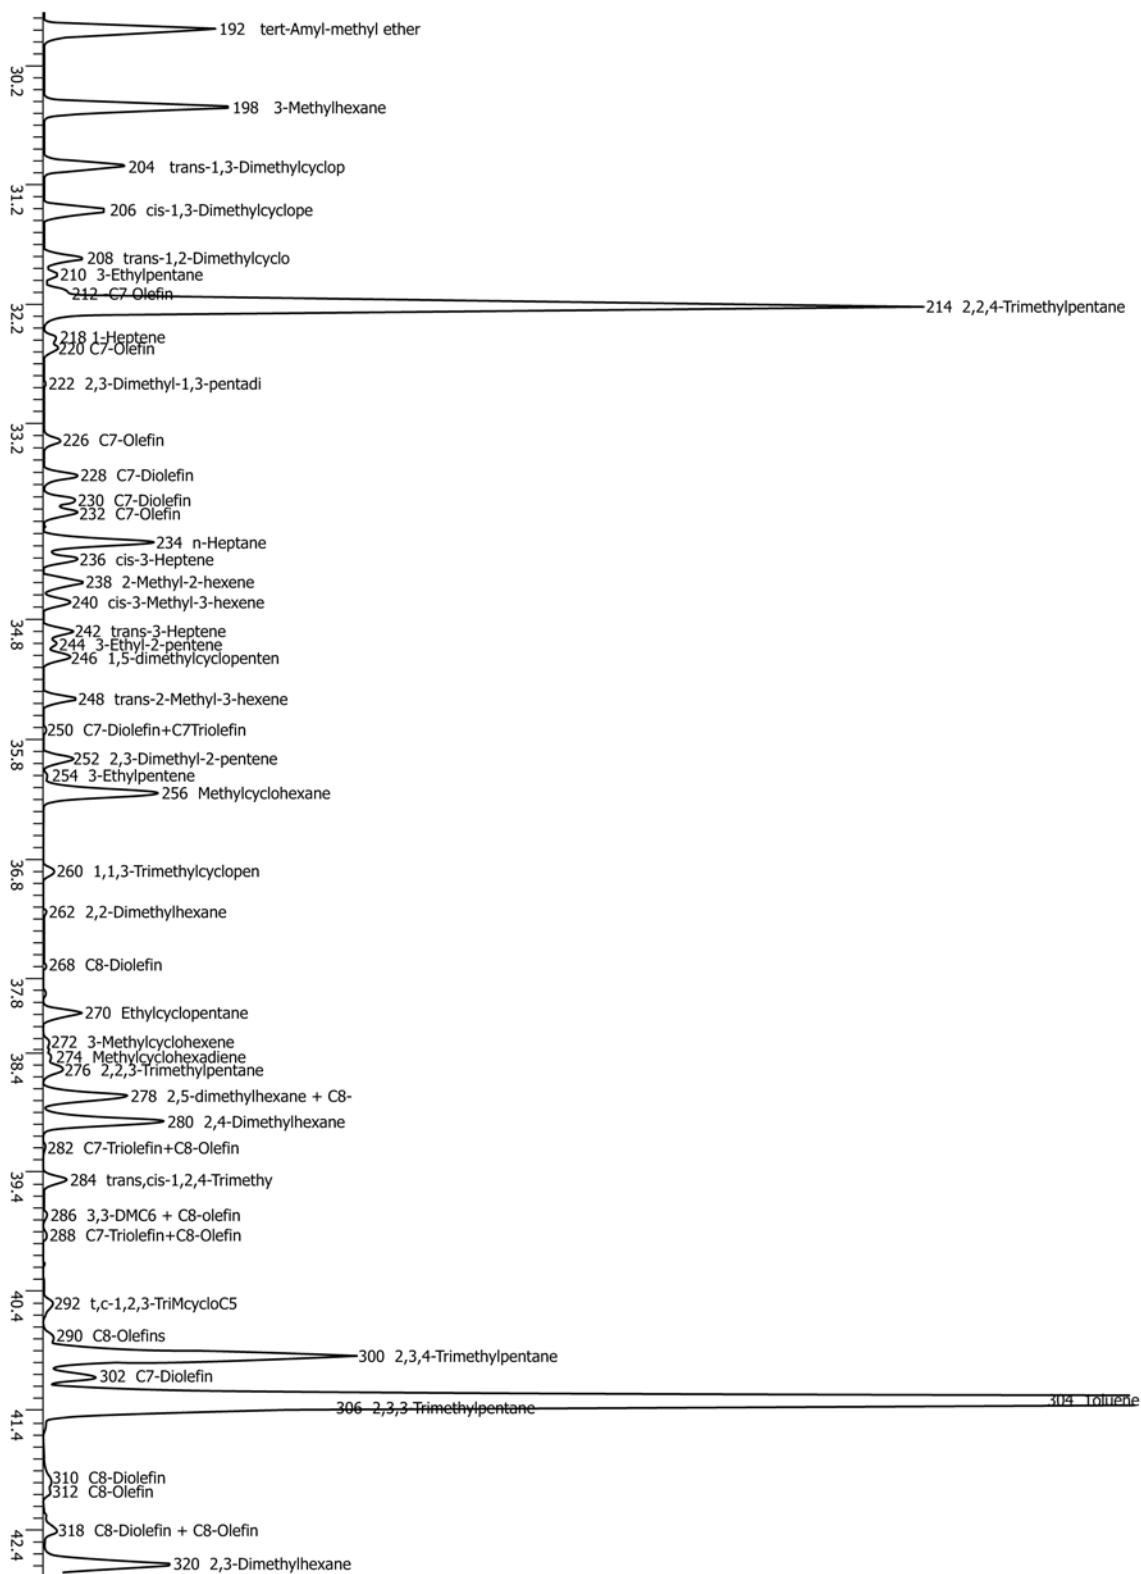 192 tert-Amyl-methyl ether
30.2
198 3-Methylhexane
204 trans-1,3-Dimethylcyclop
31.2
206 cis-1,3-Dimethylcyclope
208 trans-1,2-Dimethylcyclo
210 3-Ethylpentane
212 C7-Olefin
32.2
214 2,2,4-Trimethylpentane
218 1-Heptene
220 C7-Olefin
222 2,3-Dimethyl-1,3-pentadi
33.2
226 C7-Olefin
228 C7-Diolefin
230 C7-Diolefin
232 C7-Olefin
234 n-Heptane
236 cis-3-Heptene
238 2-Methyl-2-hexene
240 cis-3-Methyl-3-hexene
34.8
242 trans-3-Heptene
244 3-Ethyl-2-pentene
246 1,5-dimethylcyclopenten
248 trans-2-Methyl-3-hexene
250 C7-Diolefin+C7Triolefin
35.8
252 2,3-Dimethyl-2-pentene
254 3-Ethylpentene
256 Methylcyclohexane
36.8
260 1,1,3-Trimethylcyclopen
262 2,2-Dimethylhexane
268 C8-Diolefin
37.8
270 Ethylcyclopentane
272 3-Methylcyclohexene
38.4
274 Methylcyclohexadiene
276 2,2,3-Trimethylpentane
278 2,5-dimethylhexane + C8-
280 2,4-Dimethylhexane
282 C7-Triolefin+C8-Olefin
39.4
284 trans,cis-1,2,4-Trimethy
286 3,3-DMC6 + C8-olefin
288 C7-Triolefin+C8-Olefin
40.4
292 t,c-1,2,3-TriMcycloC5
290 C8-Olefins
300 2,3,4-Trimethylpentane
302 C7-Diolefin
304 Toluene
306 2,3,3-Trimethylpentane
41.4
310 C8-Diolefin
312 C8-Olefin
318 C8-Diolefin + C8-Olefin
42.4
320 2,3-Dimethylhexane